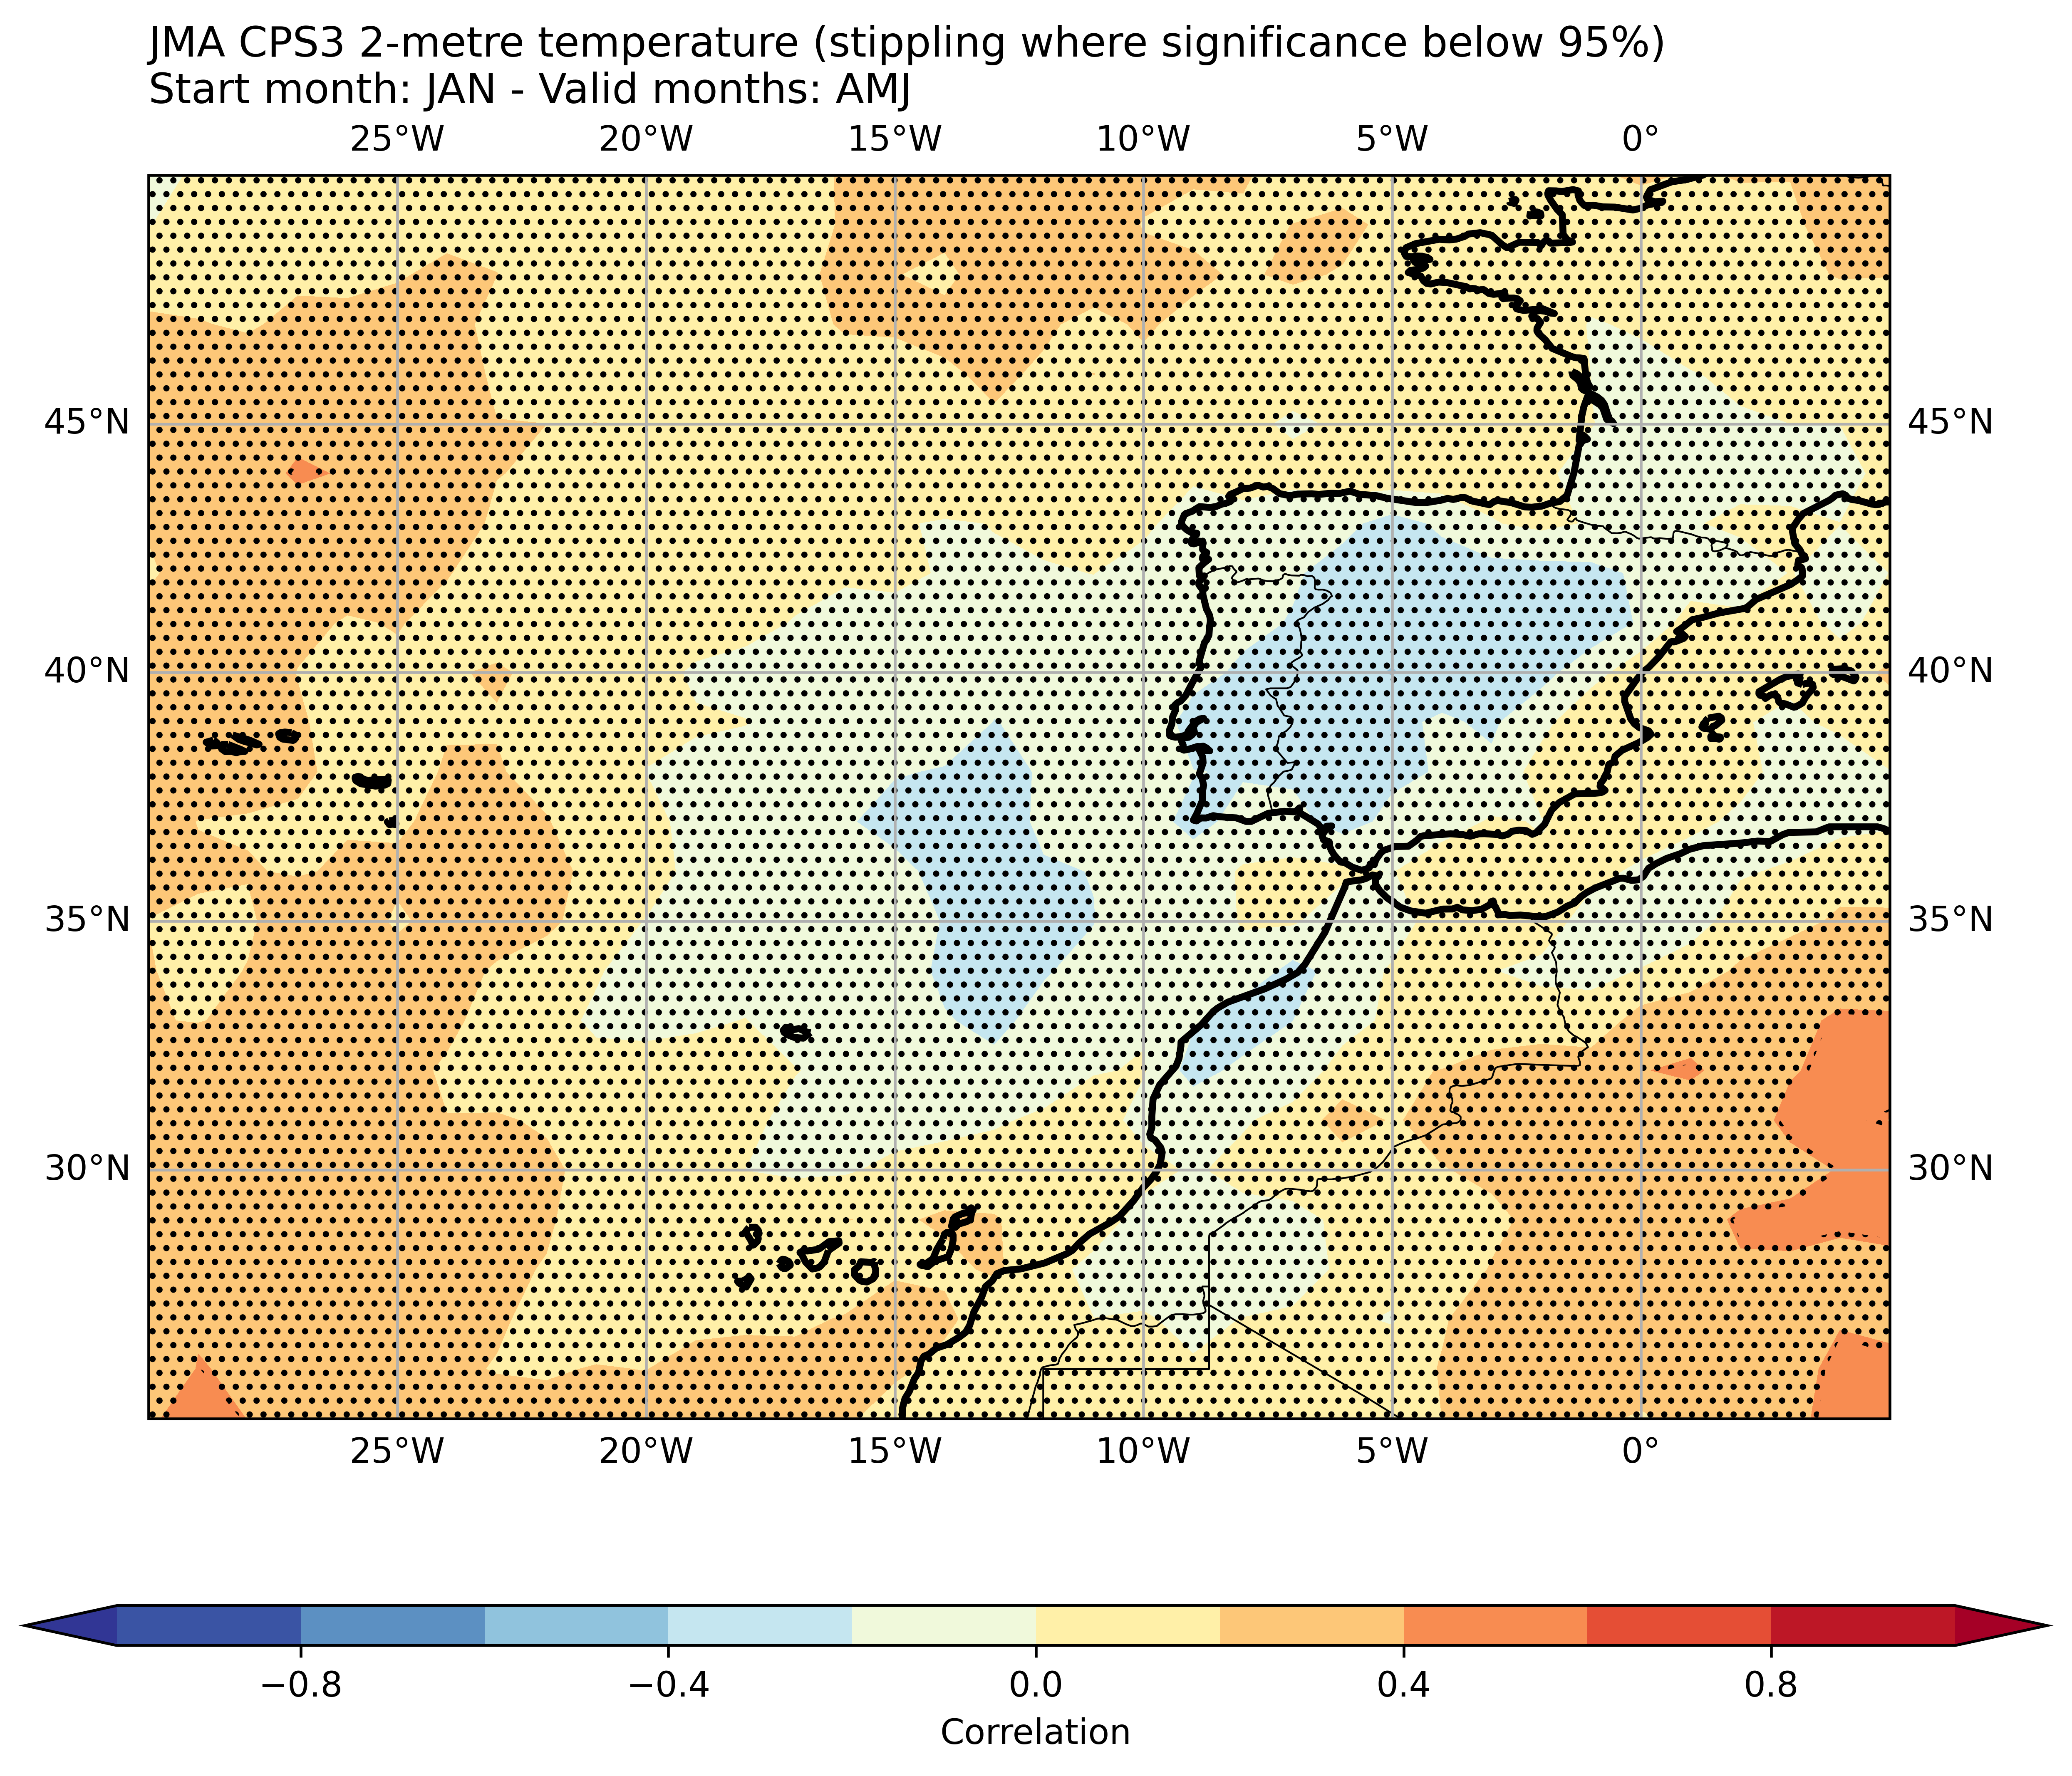 JMA CPS3 2-metre temperature (stippling where significance below 95%)
Start month: JAN - Valid months: AMJ
25°W 20°W 15°W 10°W 5°W 0°
45°N 45°N
40°N 40°N
35°N 35°N
30°N 30°N
25°W 20°W 15°W 10°W 5°W 0°
−0.8 −0.4 0.0 0.4 0.8
Correlation